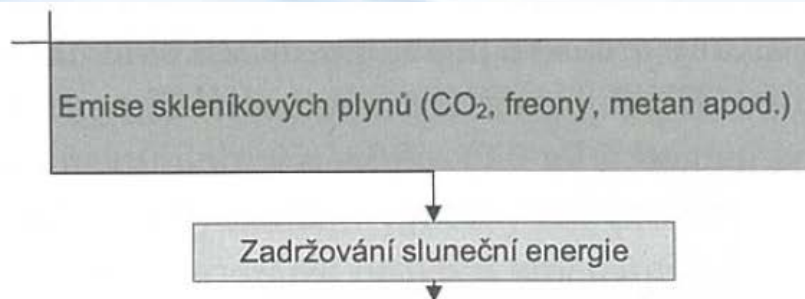 Emise skleníkových plynů (CO₂, freony, metan apod.)
Zadržování sluneční energie